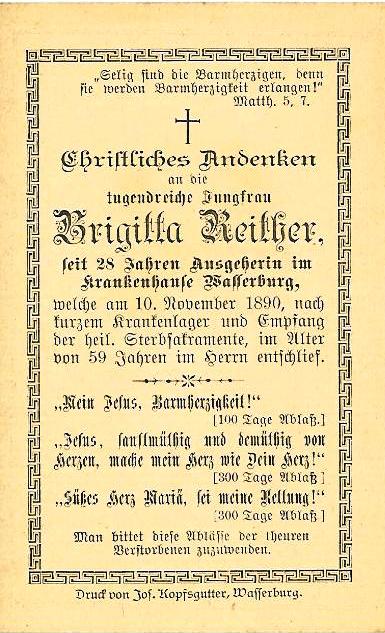 „Selig sind die Barmherzigen, denn
sie werden Barmherzigkeit erlangen!“
Matth. 5, 7.
Christliches Andenken
an die
tugendreiche Jungfrau
Brigitta Reither,
seit 28 Jahren Ausgeherin im
Krankenhause Wasserburg,
welche am 10. November 1890, nach
kurzem Krankenlager und Empfang
der heil. Sterbsakramente, im Alter
von 59 Jahren im Herrn entschlief.
„Mein Jesus, Barmherzigkeit!“
[100 Tage Ablaß.]
„Jesus, sanftmüthig und demüthig von
Herzen, mache mein Herz wie Dein Herz!“
[300 Tage Ablaß]
„Süßes Herz Mariä, sei meine Rettung!“
[300 Tage Ablaß]
Man bittet diese Ablässe der theuren
Verstorbenen zuzuwenden.
Druck von Jos. Kopfsgutter, Wasserburg.